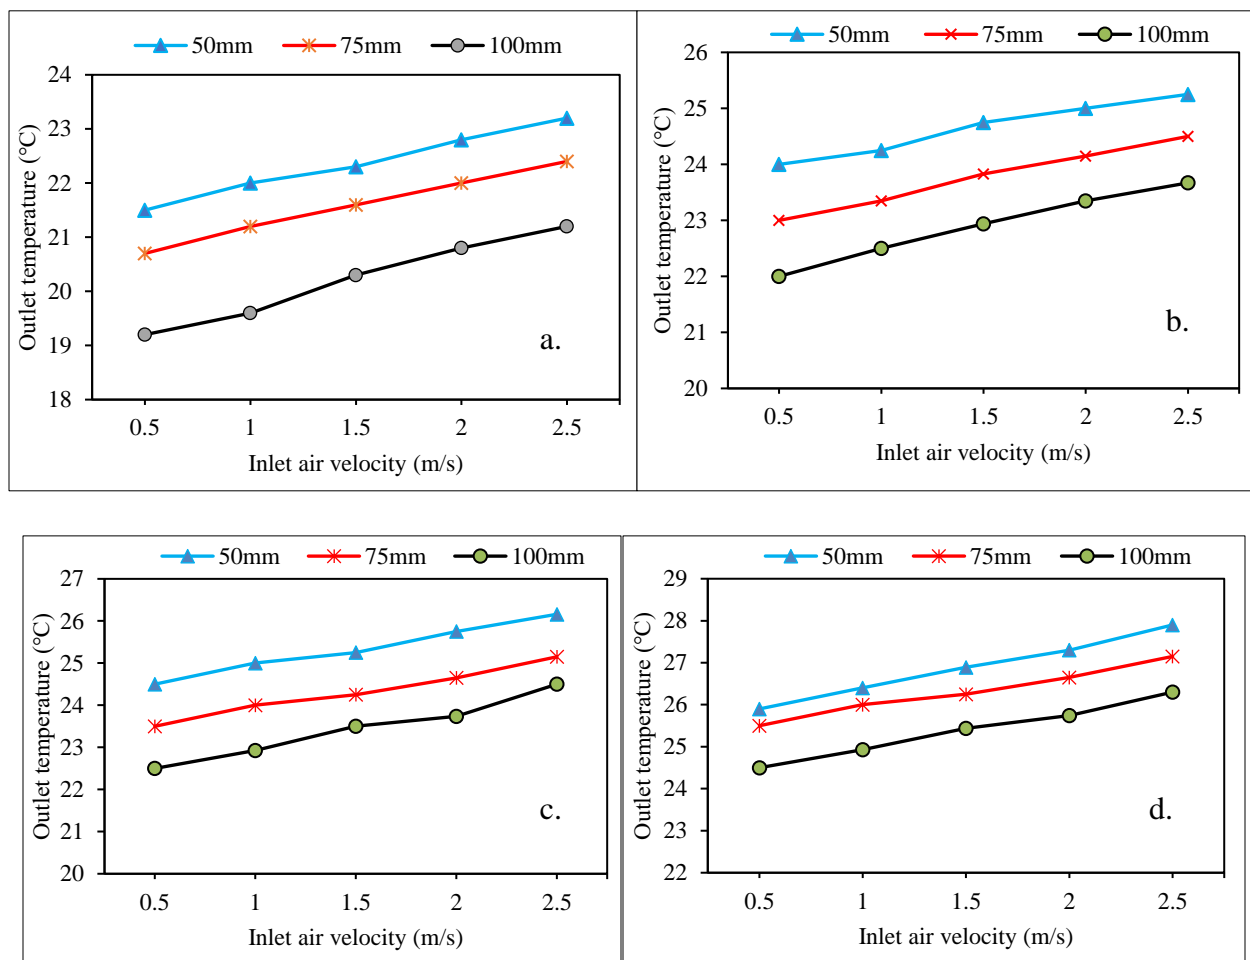 50mm 75mm 100mm
Outlet temperature (°C)
24
23
22
21
20
19
18
0.5 1 1.5 2 2.5
Inlet air velocity (m/s)
a.
50mm 75mm 100mm
Outlet temperature (°C)
26
25
24
23
22
21
20
0.5 1 1.5 2 2.5
Inlet air velocity (m/s)
b.
50mm 75mm 100mm
Outlet temperature (°C)
27
26
25
24
23
22
21
20
0.5 1 1.5 2 2.5
Inlet air velocity (m/s)
c.
50mm 75mm 100mm
Outlet temperature (°C)
29
28
27
26
25
24
23
22
0.5 1 1.5 2 2.5
Inlet air velocity (m/s)
d.